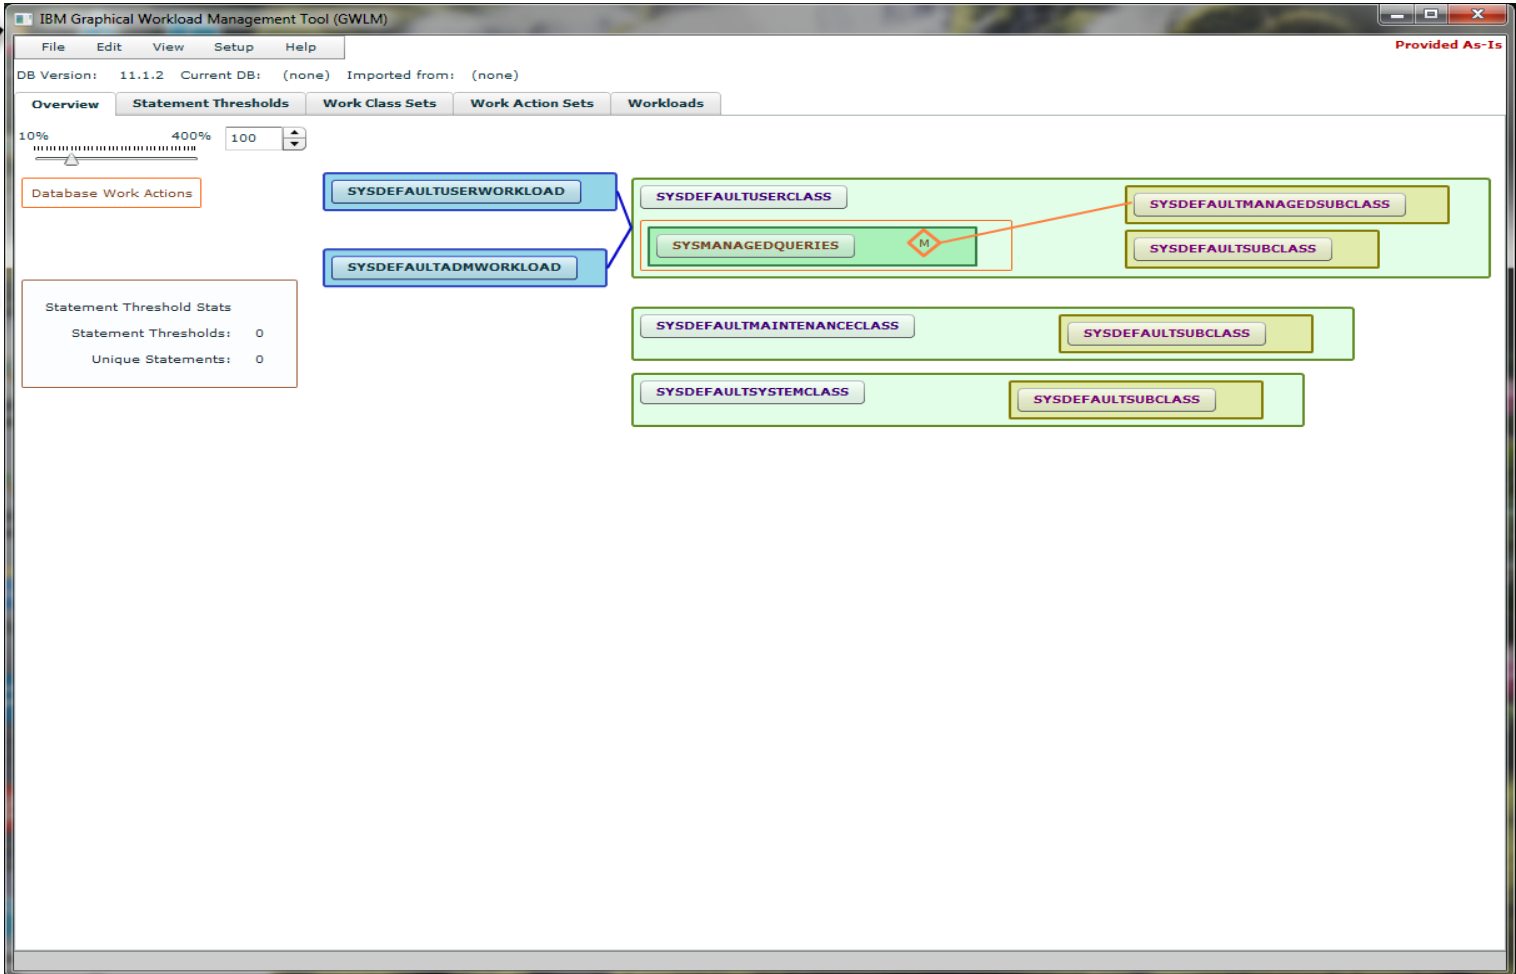 IBM Graphical Workload Management Tool (GWLM)
File Edit View Setup Help
Provided As-Is
DB Version: 11.1.2 Current DB: (none) Imported from: (none)
Overview Statement Thresholds Work Class Sets Work Action Sets Workloads
10% 400% 100
Database Work Actions
SYSDEFAULTUSERWORKLOAD
SYSDEFAULTADMWORKLOAD
SYSDEFAULTUSERCLASS
SYSDEFAULTMANAGEDSUBCLASS
SYSMANAGEDQUERIES M
SYSDEFAULTSUBCLASS
Statement Threshold Stats
Statement Thresholds: 0
Unique Statements: 0
SYSDEFAULTMAINTENANCECLASS SYSDEFAULTSUBCLASS
SYSDEFAULTSYSTEMCLASS SYSDEFAULTSUBCLASS